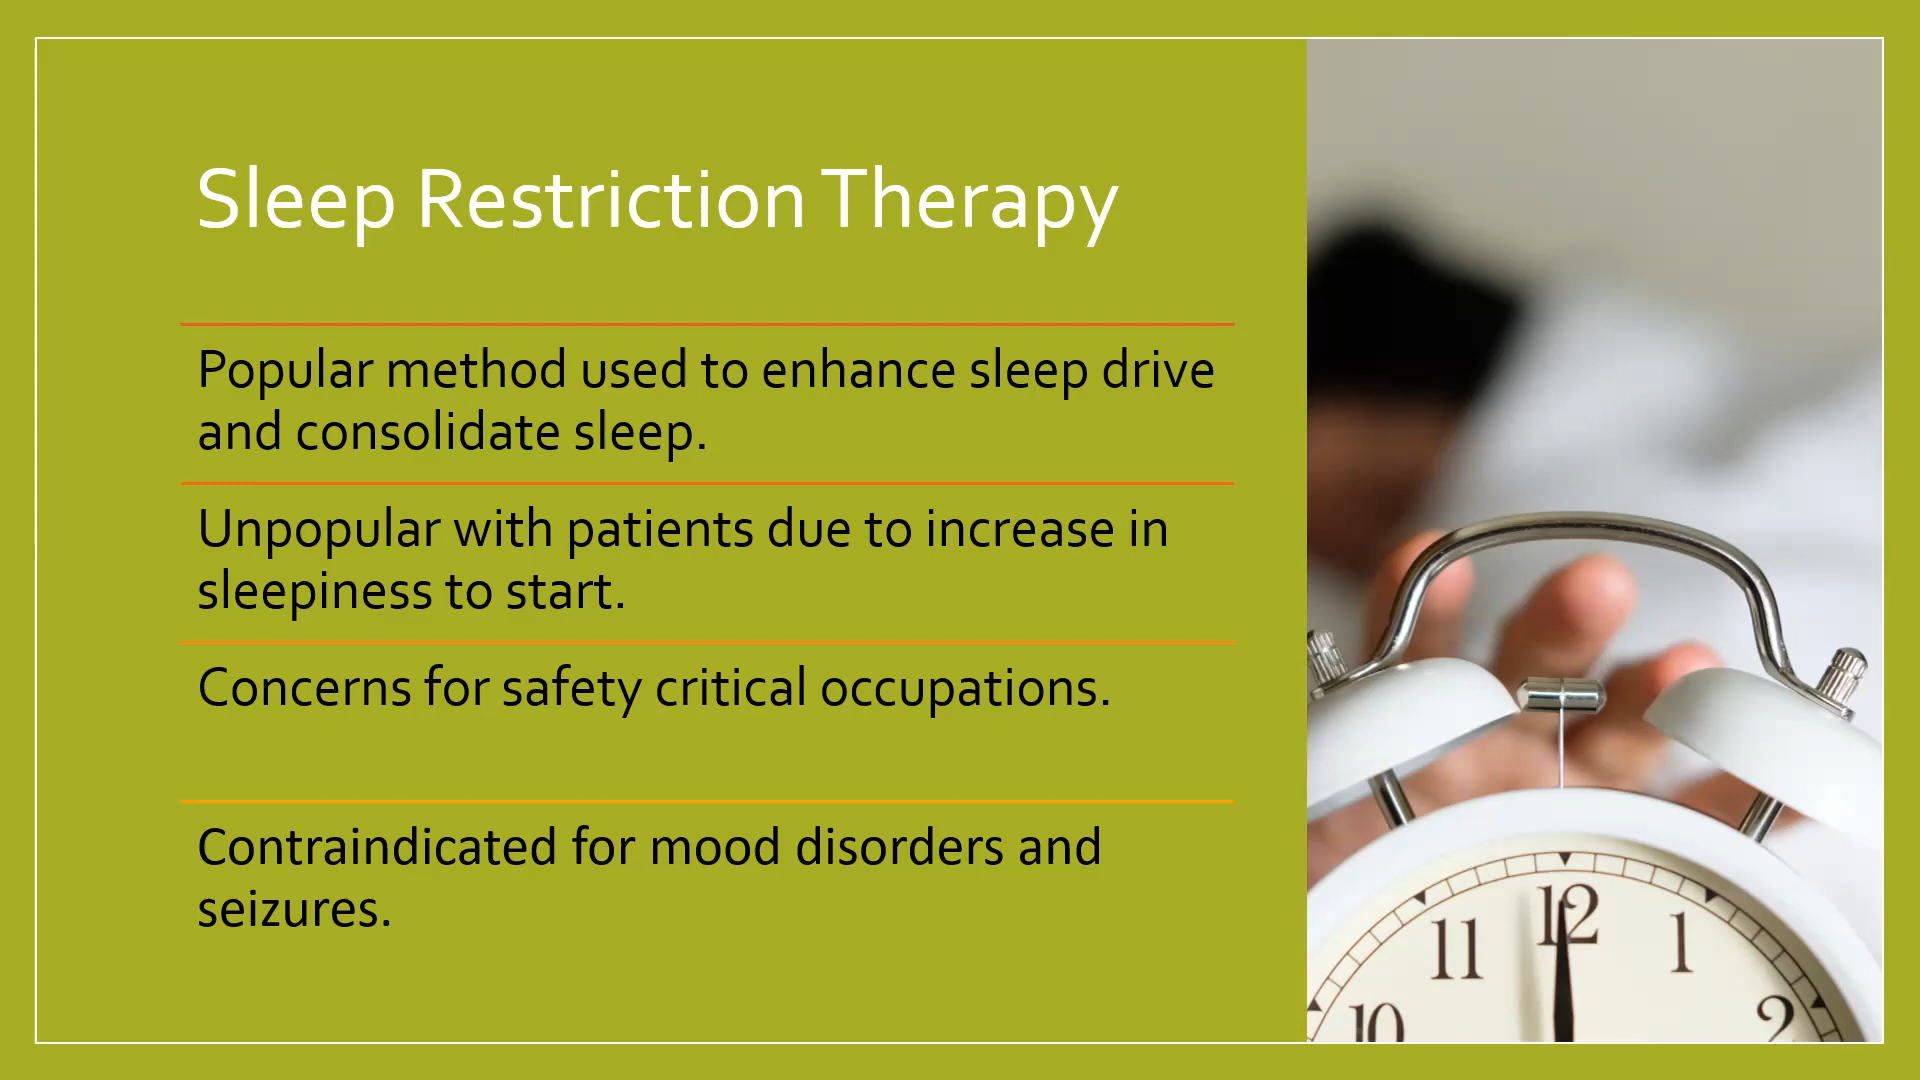 Sleep Restriction Therapy
Popular method used to enhance sleep drive
and consolidate sleep.
Unpopular with patients due to increase in
sleepiness to start.
Concerns for safety critical occupations.
Contraindicated for mood disorders and
seizures.
12
11
1
10
2